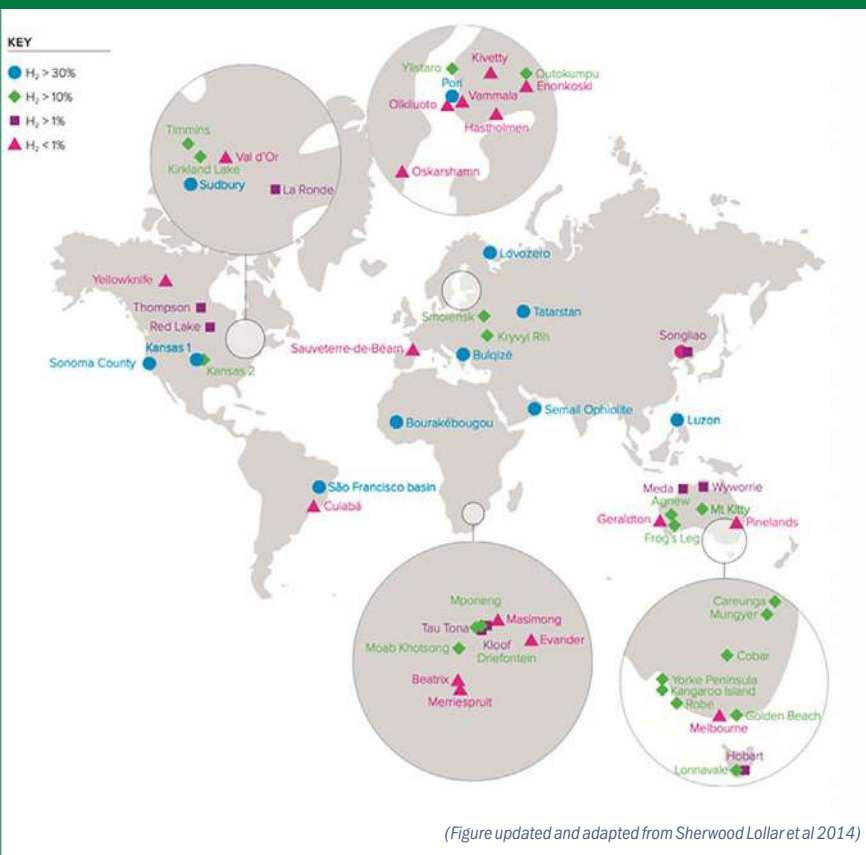 KEY
H₂ > 30%
H₂ > 10%
H₂ > 1%
H₂ < 1%
Timmins
Kirkland Lake
Val d'Or
Sudbury
La Ronde
Ylistaro
Kivetty
Outokumpu
Enonkoski
Pori
Vammala
Olkiluoto
Hastholmen
Oskarshamn
Yellowknife
Thompson
Red Lake
Kansas 1
Kansas 2
Sonoma County
Lovozero
Tatarstan
Smolensk
Kryvyi Rih
Sauveterre-de-Béarn
Bulqizë
Songliao
Bourakébougou
Semail Ophiolite
Luzon
São Francisco basin
Cuiabá
Meda
Wyworrie
Agnew
Mt Kitty
Geraldton
Pinelands
Frog's Leg
Mponeng
Tau Tona
Masimong
Kloof
Evander
Moab Khotsong
Driefontein
Beatrix
Merriespruit
Careunga
Mungyer
Cobar
Yorke Peninsula
Kangaroo Island
Robe
Golden Beach
Melbourne
Hobart
Lonnavale
(Figure updated and adapted from Sherwood Lollar et al 2014)